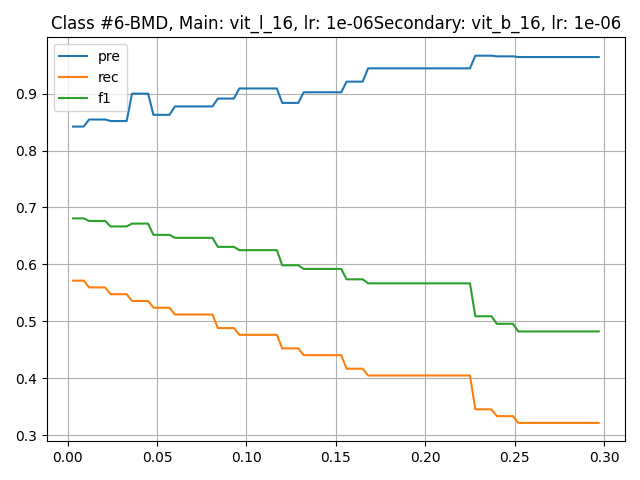 Class #6-BMD, Main: vit_l_16, lr: 1e-06Secondary: vit_b_16, lr: 1e-06
pre
rec
f1
0.9
0.8
0.7
0.6
0.5
0.4
0.3
0.00 0.05 0.10 0.15 0.20 0.25 0.30